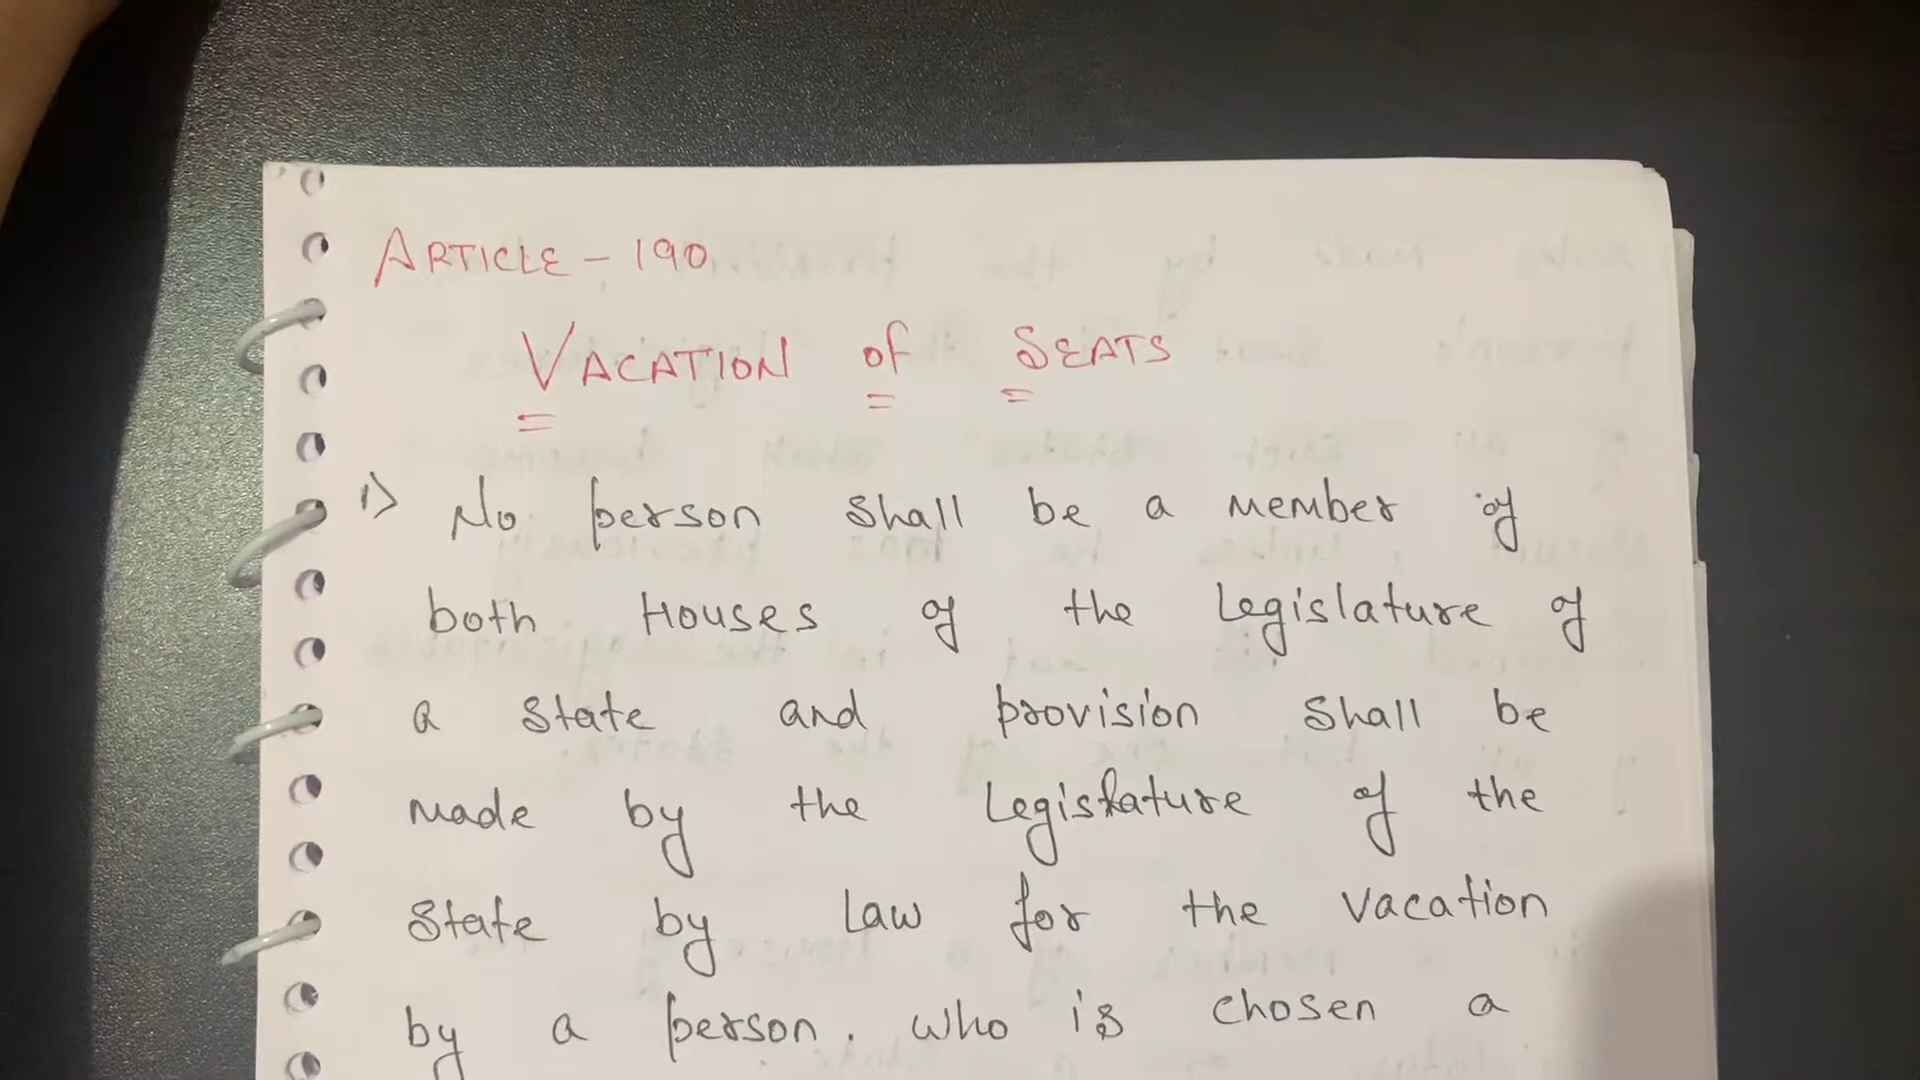 ARTICLE - 190
VACATION of SEATS
1) No person shall be a member of
both Houses of the Legislature of
a State and provision shall be
made by the Legislature of the
State by Law for the vacation
by a person. who is chosen a